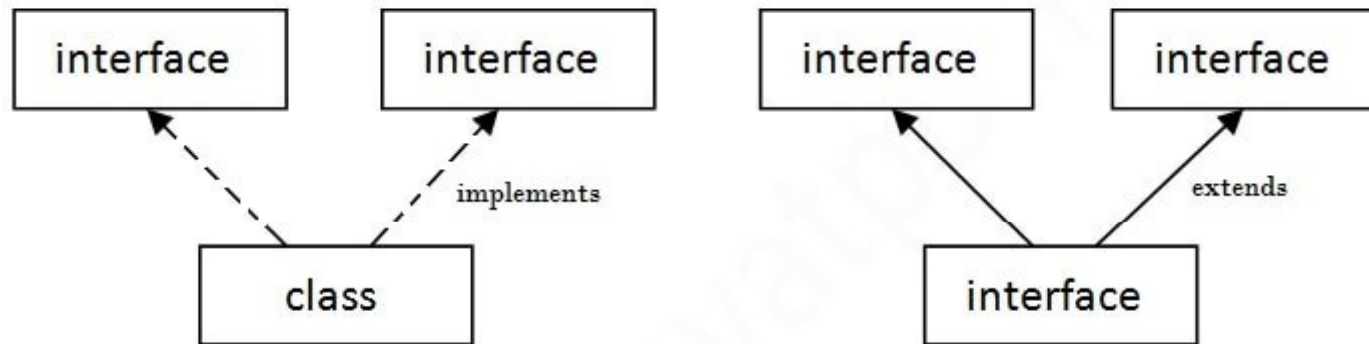 interface interface interface interface
implements extends
class interface